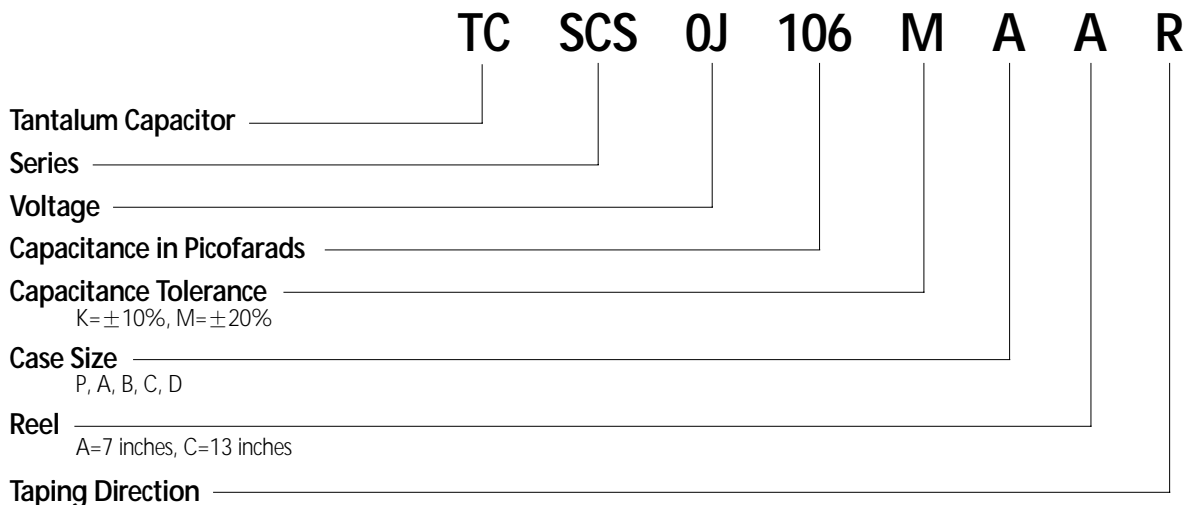 TC SCS 0J 106 M A A R
Tantalum Capacitor
Series
Voltage
Capacitance in Picofarads
Capacitance Tolerance
K=±10%, M=±20%
Case Size
P, A, B, C, D
Reel
A=7 inches, C=13 inches
Taping Direction